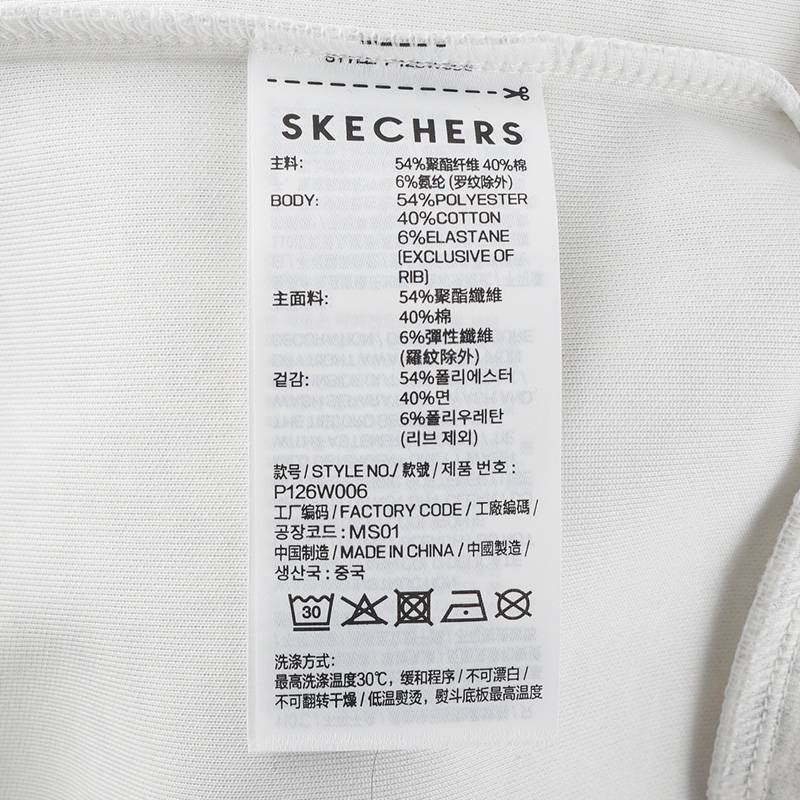 SKECHERS
主料： 54%聚酯纤维 40%棉
6%氨纶 (罗纹除外)
BODY: 54%POLYESTER
40%COTTON
6%ELASTANE
(EXCLUSIVE OF
RIB)
主面料: 54%聚酯纖維
40%棉
6%彈性纖維
(羅紋除外)
겉감: 54%폴리에스터
40%면
6%폴리우레탄
(리브 제외)
款号 / STYLE NO./ 款號 / 제품 번호 :
P126W006
工厂编码 / FACTORY CODE / 工廠編碼 /
공장코드 : MS01
中国制造 / MADE IN CHINA / 中國製造 /
생산국 : 중국
30
洗涤方式:
最高洗涤温度30℃, 缓和程序 / 不可漂白 /
不可翻转干燥 / 低温熨烫, 熨斗底板最高温度